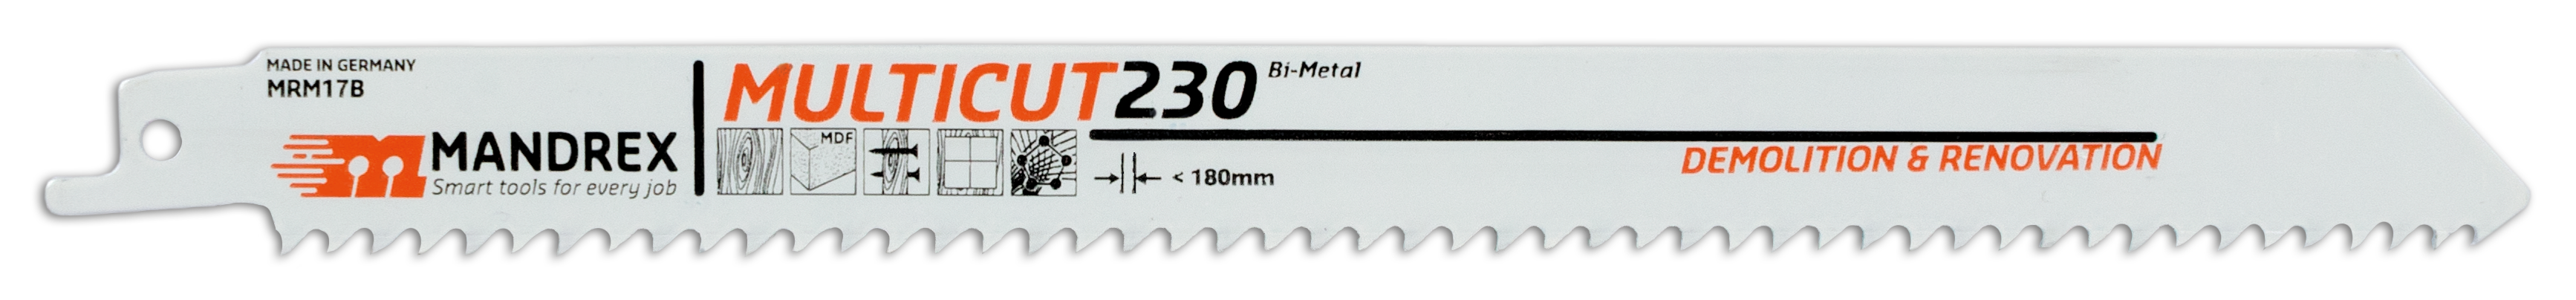 MADE IN GERMANY
MRM17B
MANDREX
Smart tools for every job
MULTICUT230 Bi-Metal
MDF
< 180mm
DEMOLITION & RENOVATION